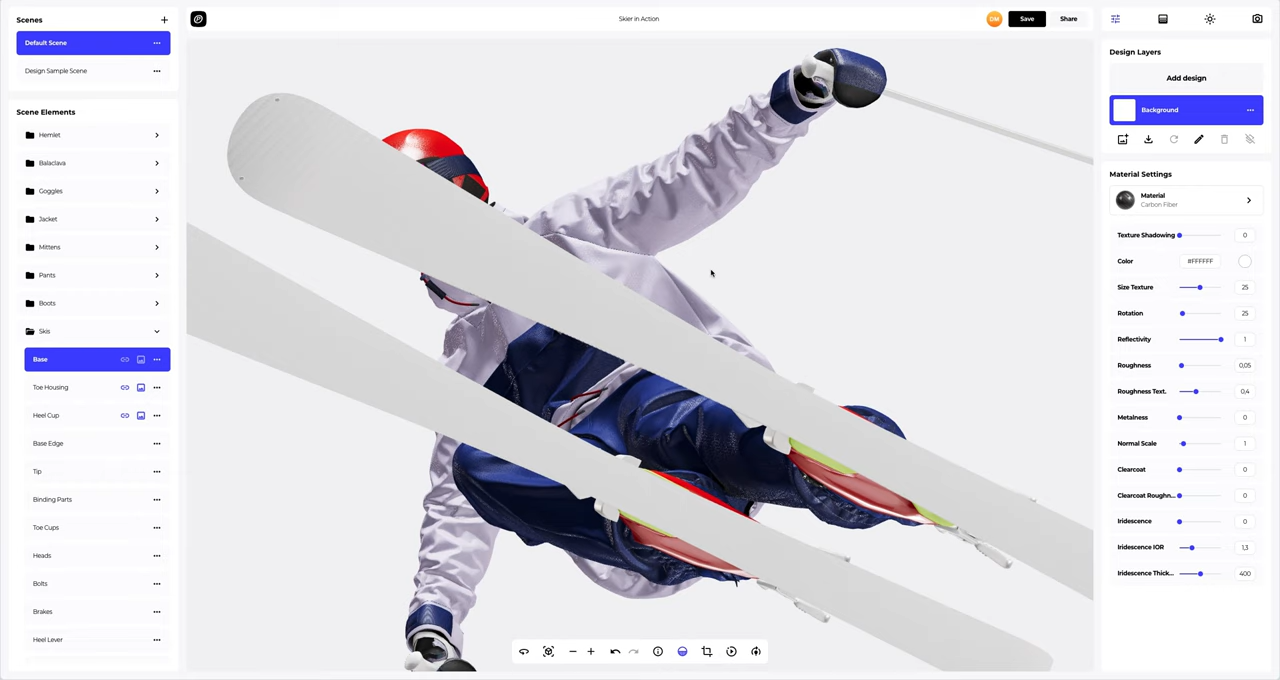 Scenes
Default Scene
Design Sample Scene
Scene Elements
Hemlet
Balaclava
Goggles
Jacket
Mittens
Pants
Boots
Skis
Base
Toe Housing
Heel Cup
Base Edge
Tip
Binding Parts
Toe Cups
Heads
Bolts
Brakes
Heel Lever
Skier in Action
DM
Save
Share
Design Layers
Add design
Background
Material Settings
Material
Carbon Fiber
Texture Shadowing 0
Color #FFFFFF
Size Texture 25
Rotation 25
Reflectivity 1
Roughness 0,05
Roughness Text. 0,4
Metalness 0
Normal Scale 1
Clearcoat 0
Clearcoat Roughn... 0
Iridescence 0
Iridescence IOR 1,3
Iridescence Thick... 400